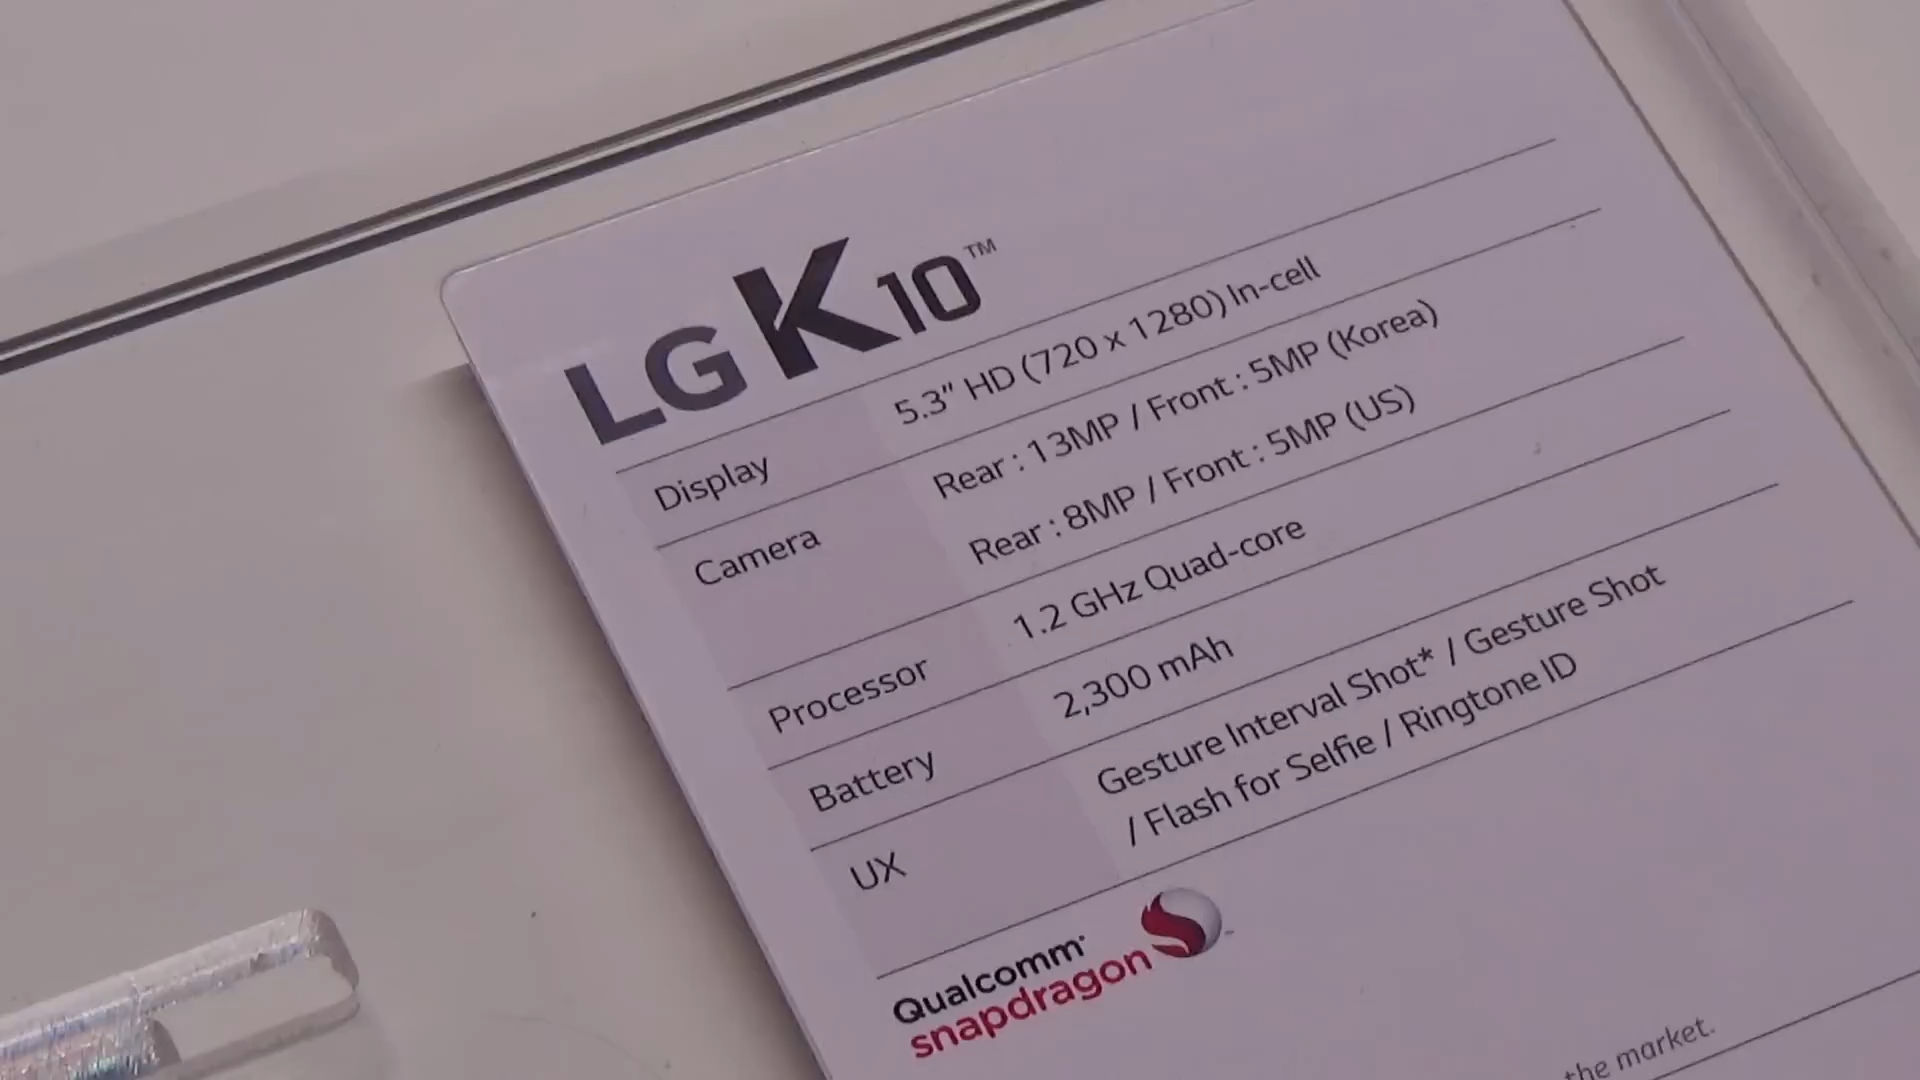 LG K10™
Display 5.3" HD (720 x 1280) In-cell
Camera Rear : 13MP / Front : 5MP (Korea)
Rear : 8MP / Front : 5MP (US)
Processor 1.2 GHz Quad-core
Battery 2,300 mAh
UX Gesture Interval Shot* / Gesture Shot
/ Flash for Selfie / Ringtone ID
Qualcomm
snapdragon
the market.